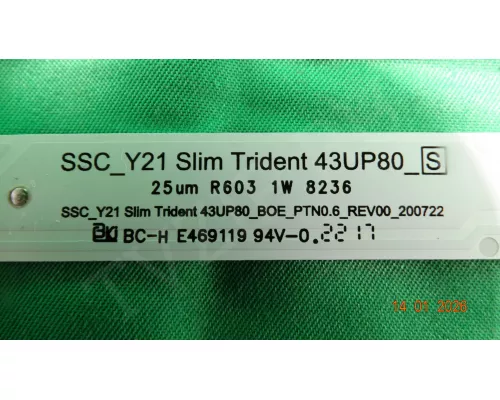 SSC_Y21 Slim Trident 43UP80_S
25um R603 1W 8236
SSC_Y21 Slim Trident 43UP80_BOE_PTN0.6_REV00_200722
BC-H E469119 94V-0. 2217
14 01 2026